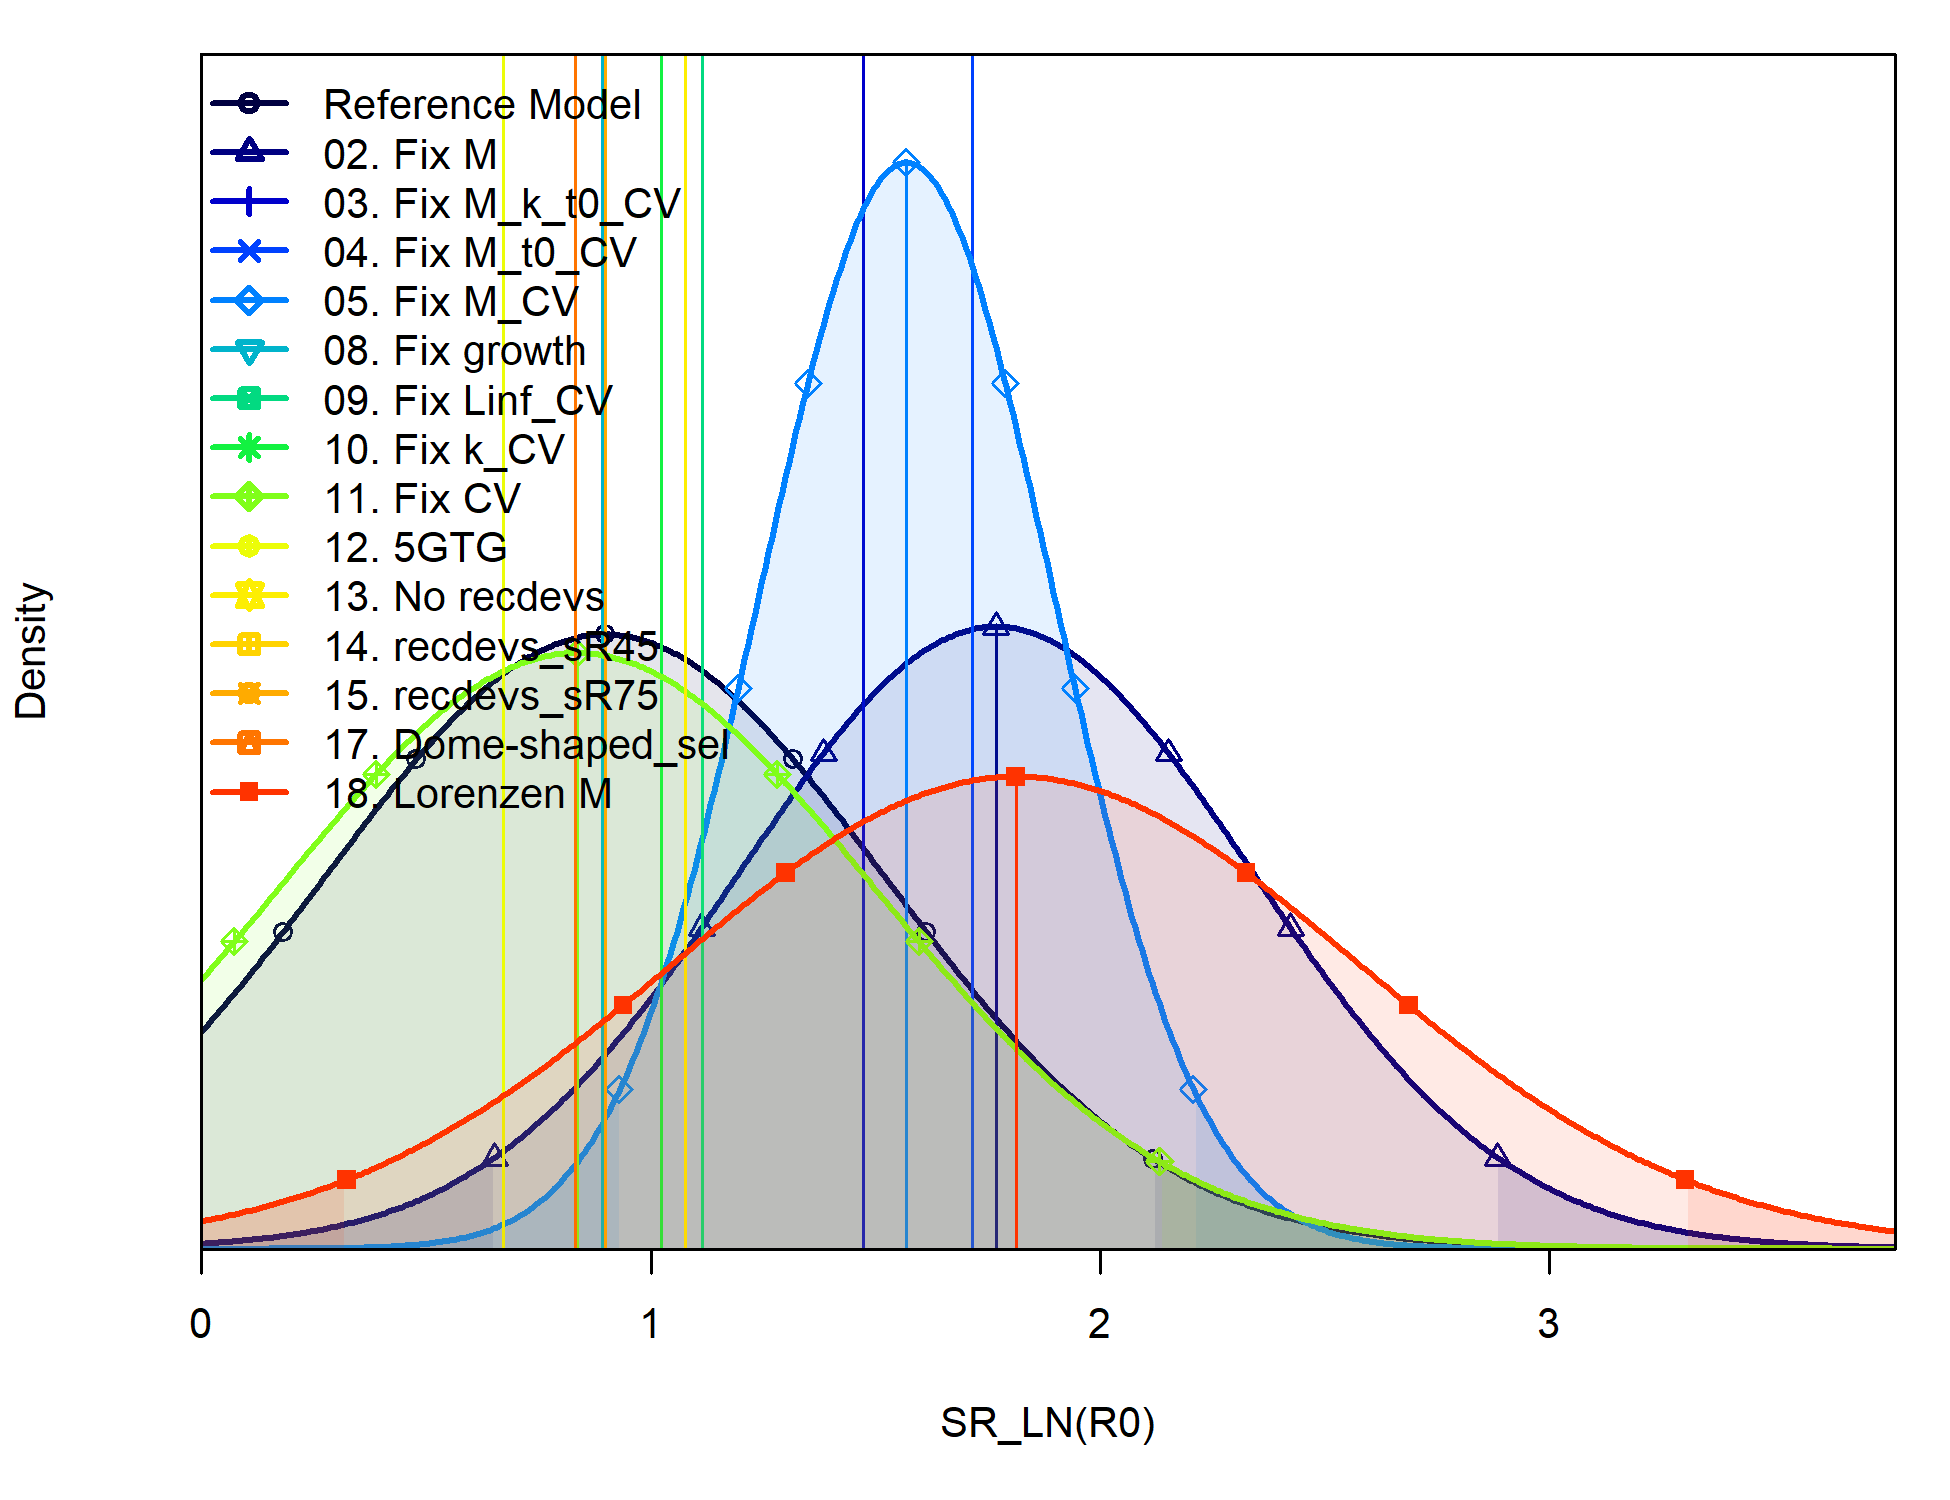 Reference Model
02. Fix M
03. Fix M_k_t0_CV
04. Fix M_t0_CV
05. Fix M_CV
08. Fix growth
09. Fix Linf_CV
10. Fix k_CV
11. Fix CV
12. 5GTG
13. No recdevs
14. recdevs_sR45
15. recdevs_sR75
17. Dome-shaped_sel
18. Lorenzen M
Density
0 1 2 3
SR_LN(R0)